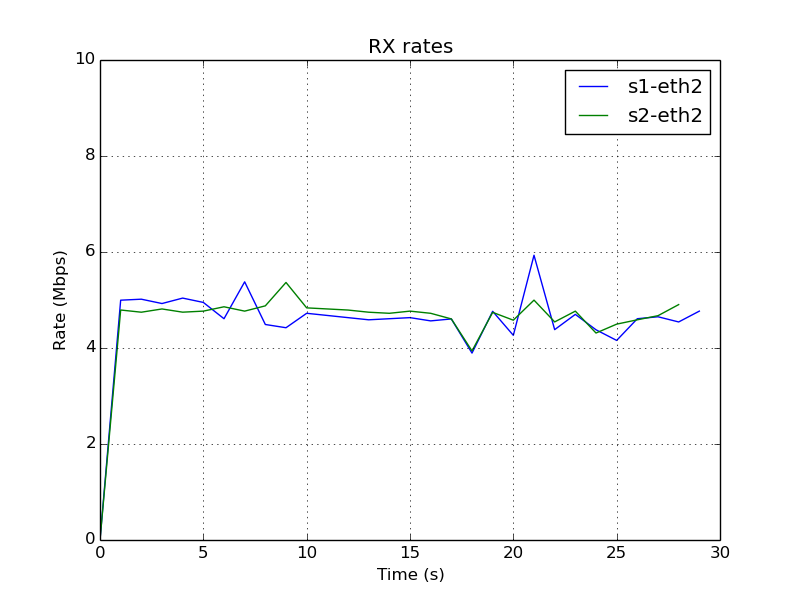 RX rates
s1-eth2
s2-eth2
Rate (Mbps)
10
8
6
4
2
0
0 5 10 15 20 25 30
Time (s)